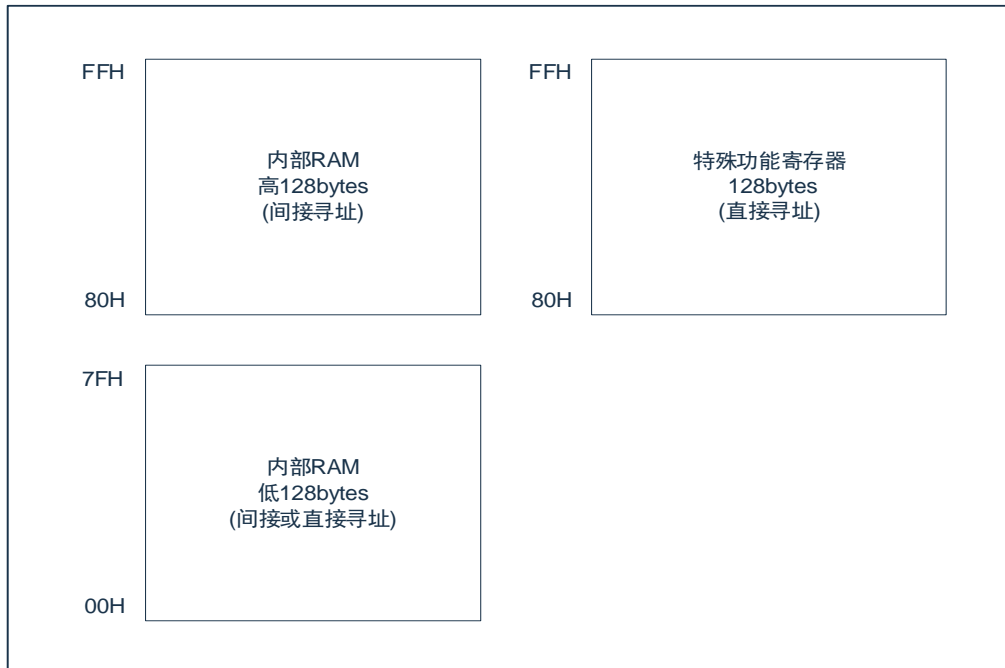 FFH
内部RAM
高128bytes
(间接寻址)
80H
FFH
特殊功能寄存器
128bytes
(直接寻址)
80H
7FH
内部RAM
低128bytes
(间接或直接寻址)
00H